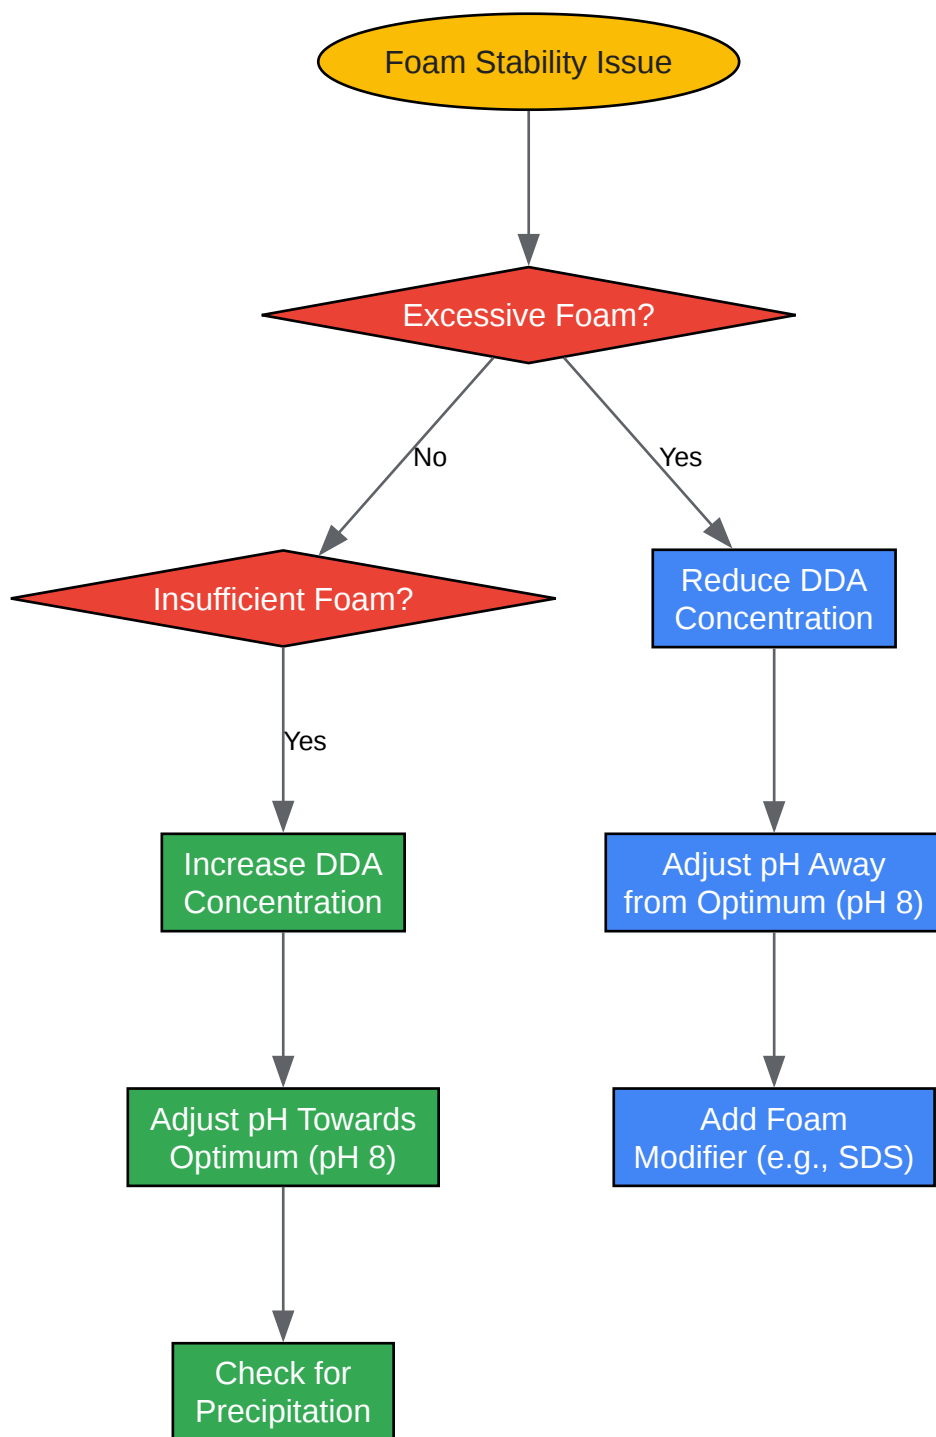 Foam Stability Issue
Excessive Foam?
No
Yes
Insufficient Foam?
Reduce DDA
Concentration
Yes
Increase DDA
Concentration
Adjust pH Away
from Optimum (pH 8)
Adjust pH Towards
Optimum (pH 8)
Add Foam
Modifier (e.g., SDS)
Check for
Precipitation